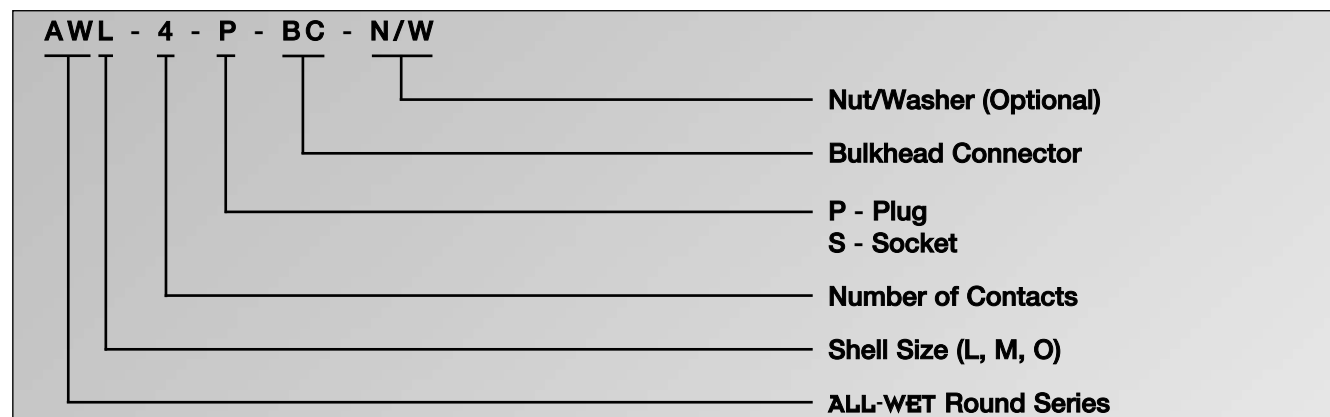 AWL - 4 - P - BC - N/W
Nut/Washer (Optional)
Bulkhead Connector
P - Plug
S - Socket
Number of Contacts
Shell Size (L, M, O)
ALL-WET Round Series